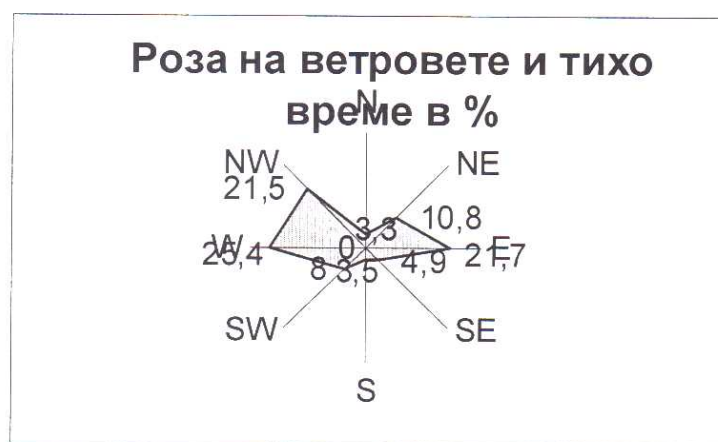 Роза на ветровете и тихо
време в %
N
NW
NE
21,5
10,8
3,3
W
25,4
0
E
21,7
8
3,5
4,9
SW
SE
S